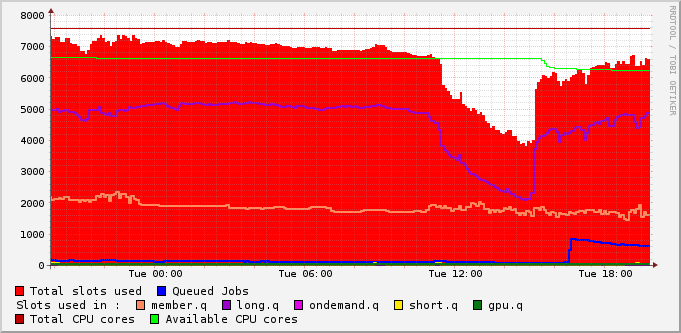 8000
7000
6000
5000
4000
3000
2000
1000
0
Tue 00:00 Tue 06:00 Tue 12:00 Tue 18:00
RRDTOOL / TOBI OETIKER
Total slots used Queued Jobs
Slots used in : member.q long.q ondemand.q short.q gpu.q
Total CPU cores Available CPU cores